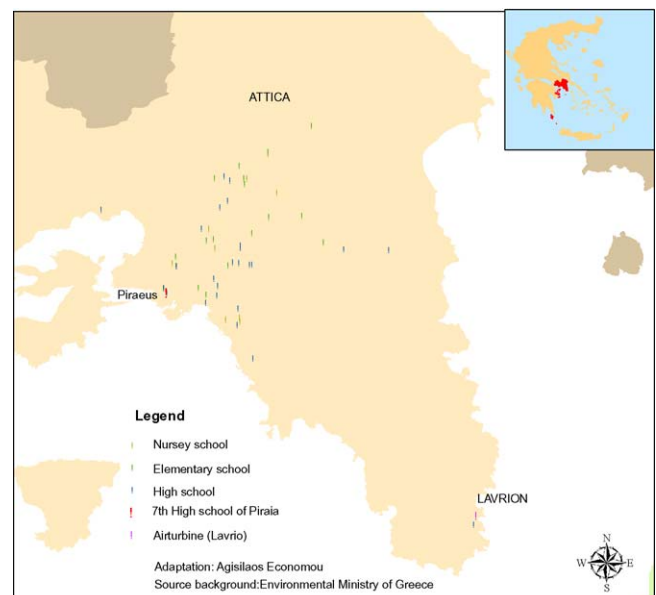 ATTICA
Piraeus
Legend
Nursey school
Elementary school
High school
7th High school of Piraia
Airturbine (Lavrio)
LAVRION
Adaptation: Agisilaos Economou
Source background:Environmental Ministry of Greece
N
W E
S